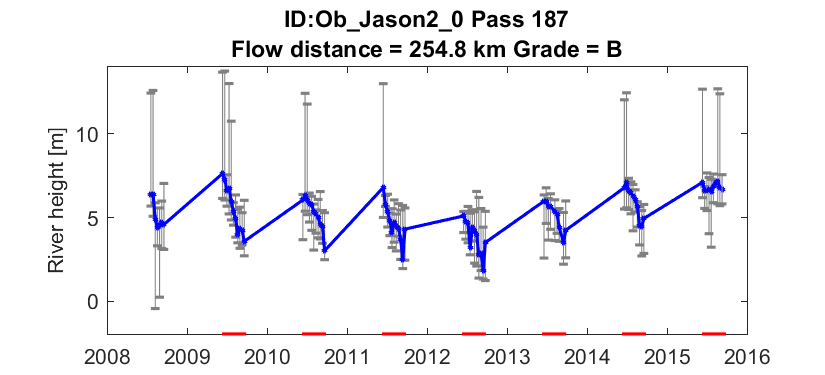 ID:Ob_Jason2_0 Pass 187
Flow distance = 254.8 km Grade = B
River height [m]
10
5
0
2008 2009 2010 2011 2012 2013 2014 2015 2016